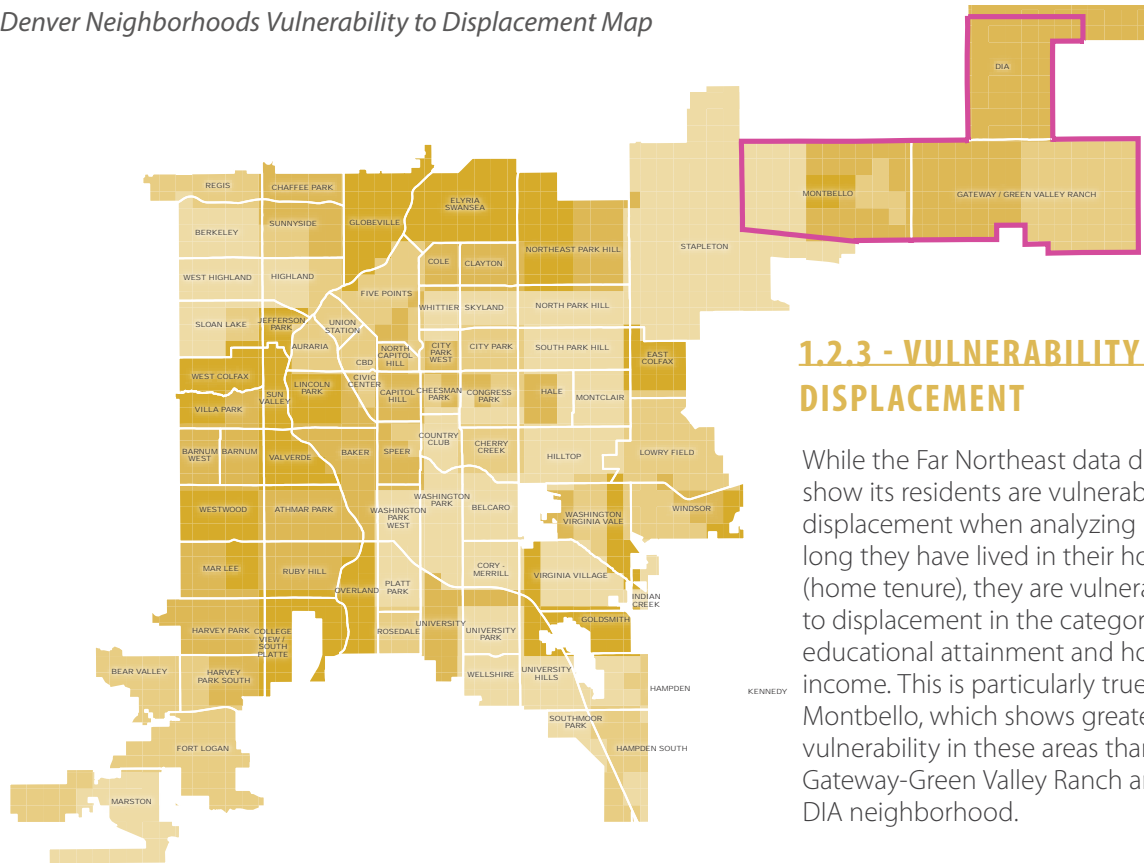 Denver Neighborhoods Vulnerability to Displacement Map
DIA
MONTBELLO
GATEWAY / GREEN VALLEY RANCH
REGIS
CHAFFEE PARK
ELYRIA
SWANSEA
BERKELEY
SUNNYSIDE
GLOBEVILLE
STAPLETON
NORTHEAST PARK HILL
COLE
CLAYTON
WEST HIGHLAND
HIGHLAND
FIVE POINTS
WHITTIER
SKYLAND
NORTH PARK HILL
SLOAN LAKE
JEFFERSON
PARK
UNION
STATION
AURARIA
CBD
NORTH
CAPITOL
HILL
CITY
PARK
WEST
CITY PARK
SOUTH PARK HILL
EAST
COLFAX
WEST COLFAX
SUN
VALLEY
LINCOLN
PARK
CIVIC
CENTER
CAPITOL
HILL
CHEESMAN
PARK
CONGRESS
PARK
HALE
MONTCLAIR
VILLA PARK
BARNUM
WEST
BARNUM
VALVERDE
BAKER
SPEER
COUNTRY
CLUB
CHERRY
CREEK
HILLTOP
LOWRY FIELD
WESTWOOD
ATHMAR PARK
WASHINGTON
PARK
WEST
WASHINGTON
PARK
BELCARO
WASHINGTON
VIRGINIA VALE
WINDSOR
MAR LEE
RUBY HILL
OVERLAND
PLATT
PARK
CORY -
MERRILL
VIRGINIA VILLAGE
INDIAN
CREEK
HARVEY PARK
COLLEGE
VIEW /
SOUTH
PLATTE
ROSEDALE
UNIVERSITY
UNIVERSITY
PARK
GOLDSMITH
BEAR VALLEY
HARVEY
PARK SOUTH
WELLSHIRE
UNIVERSITY
HILLS
HAMPDEN
KENNEDY
SOUTHMOOR
PARK
FORT LOGAN
HAMPDEN SOUTH
MARSTON
1.2.3 - VULNERABILITY
DISPLACEMENT
While the Far Northeast data d
show its residents are vulnerab
displacement when analyzing
long they have lived in their ho
(home tenure), they are vulnera
to displacement in the categor
educational attainment and ho
income. This is particularly true
Montbello, which shows greate
vulnerability in these areas than
Gateway-Green Valley Ranch a
DIA neighborhood.